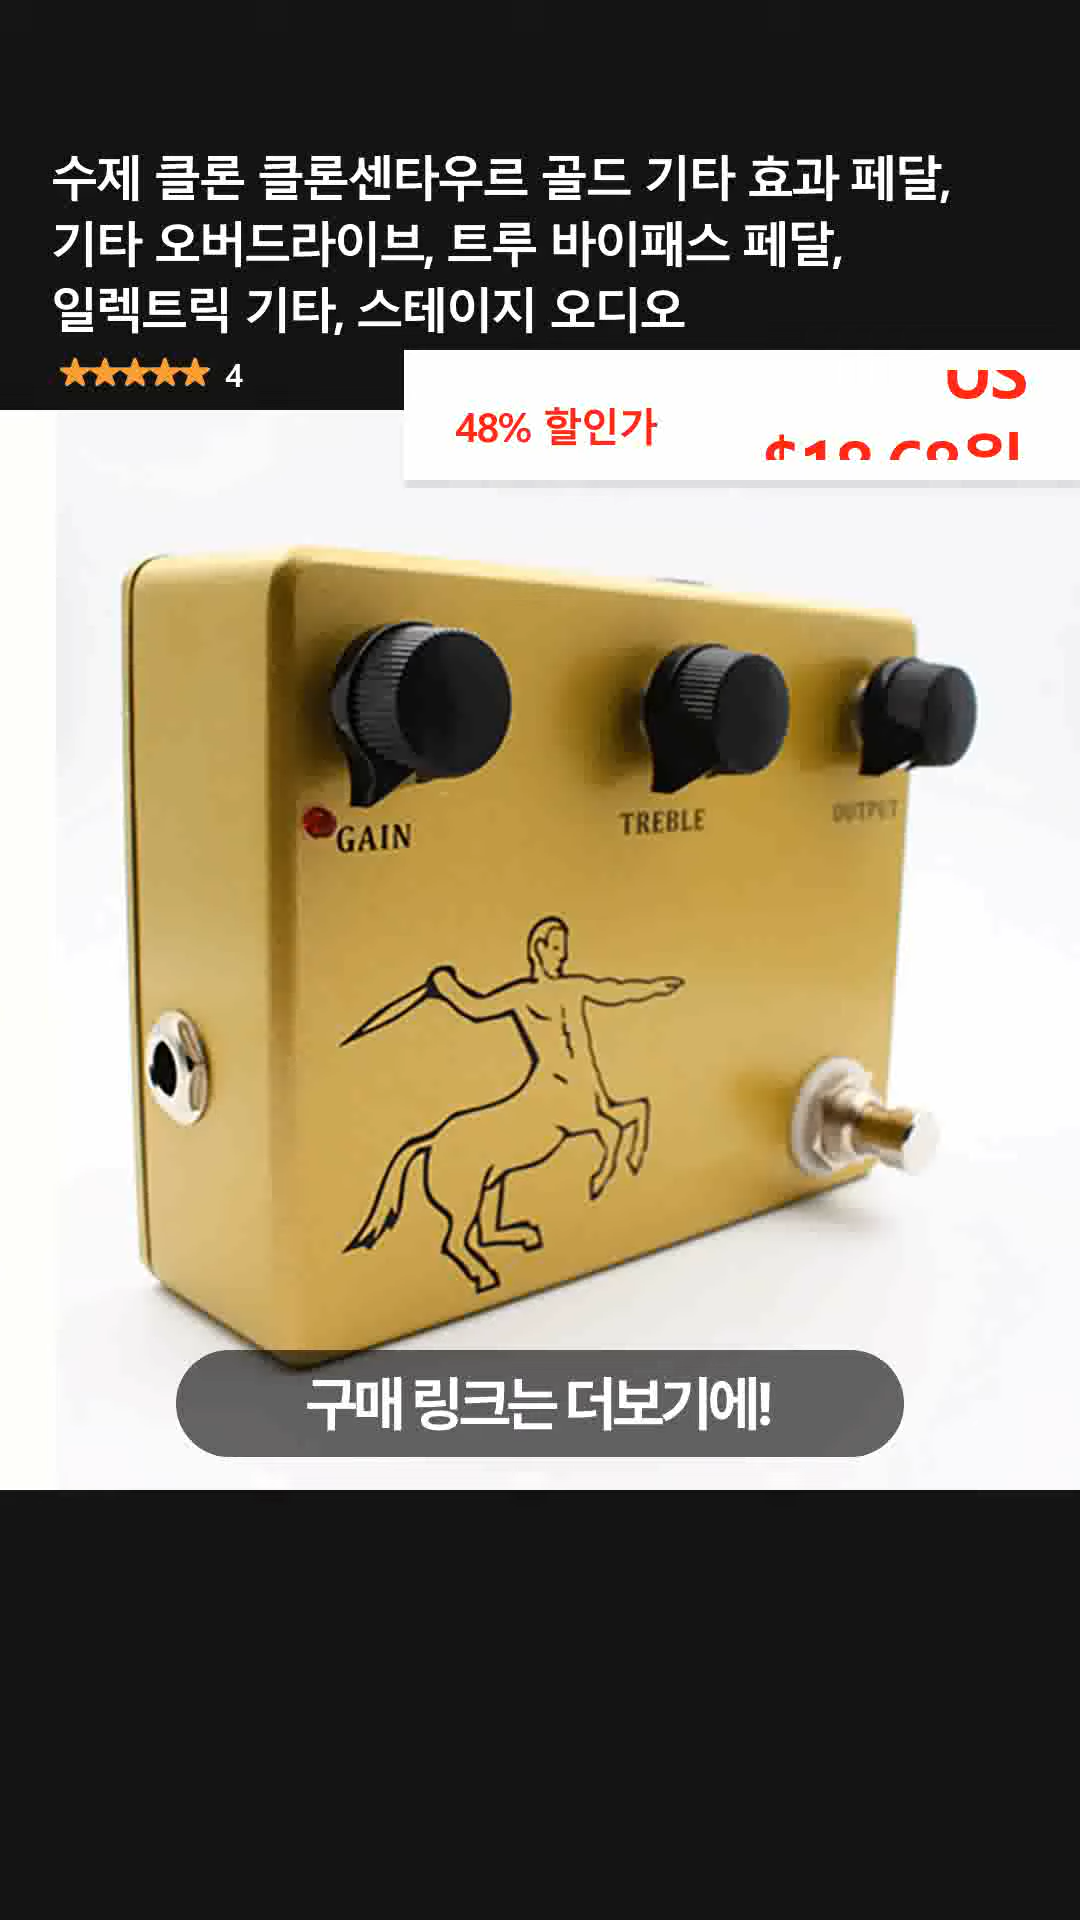 수제 클론 클론센타우르 골드 기타 효과 페달,
기타 오버드라이브, 트루 바이패스 페달,
일렉트릭 기타, 스테이지 오디오
★★★★★ 4
US
48% 할인가
GAIN
TREBLE
OUTPUT
구매 링크는 더보기에!